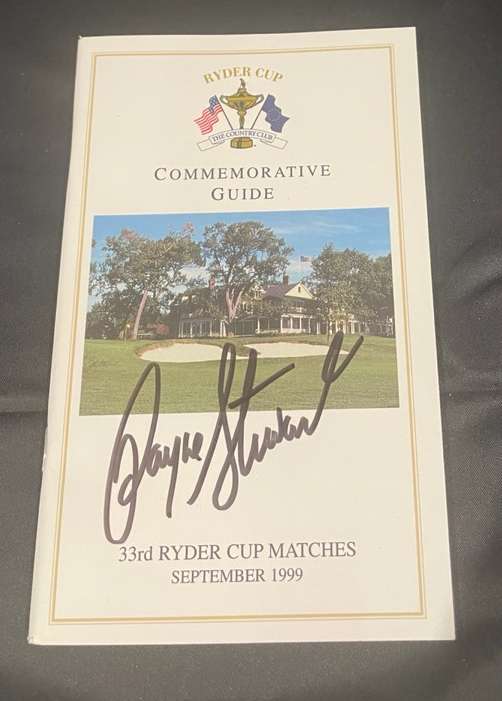 RYDER CUP
THE COUNTRY CLUB
COMMEMORATIVE
GUIDE
Payne Stewart
33rd RYDER CUP MATCHES
SEPTEMBER 1999